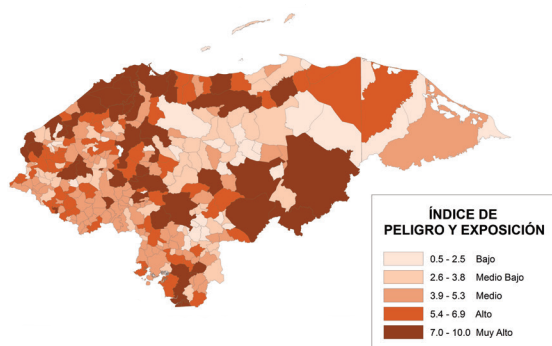 ÍNDICE DE
PELIGRO Y EXPOSICIÓN
0.5 - 2.5 Bajo
2.6 - 3.8 Medio Bajo
3.9 - 5.3 Medio
5.4 - 6.9 Alto
7.0 - 10.0 Muy Alto